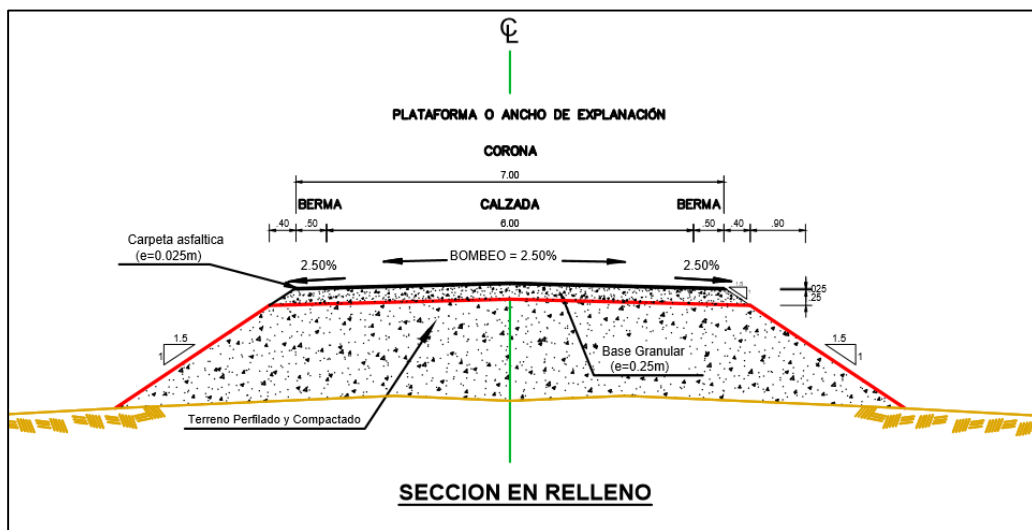 ℄
PLATAFORMA O ANCHO DE EXPLANACIÓN
CORONA
7.00
BERMA CALZADA BERMA
.40 .50 6.00 .50 .40 .90
Carpeta asfaltica
(e=0.025m)
2.50% BOMBEO = 2.50% 2.50%
.025
.25
1.5
1
1.5
1
Base Granular
(e=0.25m)
Terreno Perfilado y Compactado
SECCION EN RELLENO